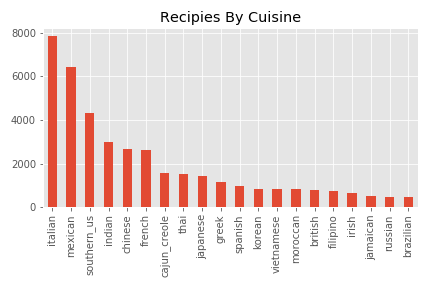 Recipies By Cuisine
8000
6000
4000
2000
0
italian
mexican
southern_us
indian
chinese
french
cajun_creole
thai
japanese
greek
spanish
korean
vietnamese
moroccan
british
filipino
irish
jamaican
russian
brazilian